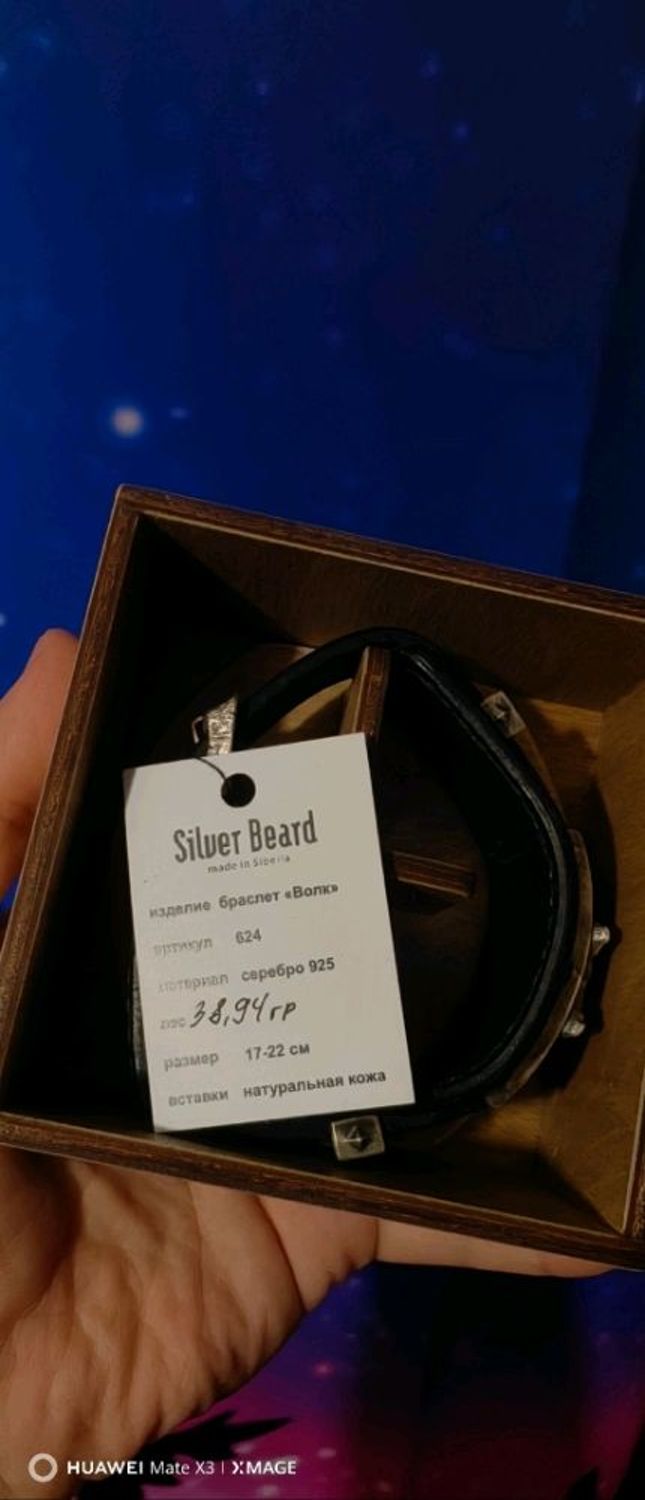 Silver Beard
made in Siberia
изделие браслет «Волк»
артикул 624
материал серебро 925
вес 38,94 гр
размер 17-22 см
вставки натуральная кожа
HUAWEI Mate X3 | XMAGE